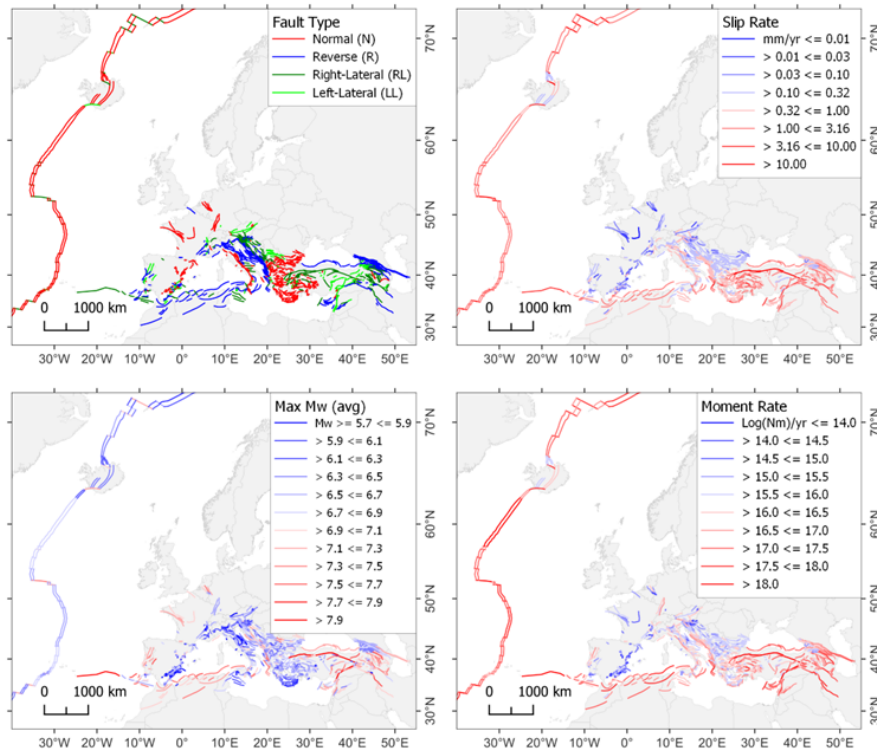 Fault Type
Normal (N)
Reverse (R)
Right-Lateral (RL)
Left-Lateral (LL)
70°N
60°N
50°N
40°N
30°N
0 1000 km
30°W 20°W 10°W 0° 10°E 20°E 30°E 40°E 50°E
Slip Rate
mm/yr <= 0.01
> 0.01 <= 0.03
> 0.03 <= 0.10
> 0.10 <= 0.32
> 0.32 <= 1.00
> 1.00 <= 3.16
> 3.16 <= 10.00
> 10.00
70°N
60°N
50°N
40°N
30°N
0 1000 km
30°W 20°W 10°W 0° 10°E 20°E 30°E 40°E 50°E
Max Mw (avg)
Mw >= 5.7 <= 5.9
> 5.9 <= 6.1
> 6.1 <= 6.3
> 6.3 <= 6.5
> 6.5 <= 6.7
> 6.7 <= 6.9
> 6.9 <= 7.1
> 7.1 <= 7.3
> 7.3 <= 7.5
> 7.5 <= 7.7
> 7.7 <= 7.9
> 7.9
70°N
60°N
50°N
40°N
30°N
0 1000 km
30°W 20°W 10°W 0° 10°E 20°E 30°E 40°E 50°E
Moment Rate
Log(Nm)/yr <= 14.0
> 14.0 <= 14.5
> 14.5 <= 15.0
> 15.0 <= 15.5
> 15.5 <= 16.0
> 16.0 <= 16.5
> 16.5 <= 17.0
> 17.0 <= 17.5
> 17.5 <= 18.0
> 18.0
70°N
60°N
50°N
40°N
30°N
0 1000 km
30°W 20°W 10°W 0° 10°E 20°E 30°E 40°E 50°E